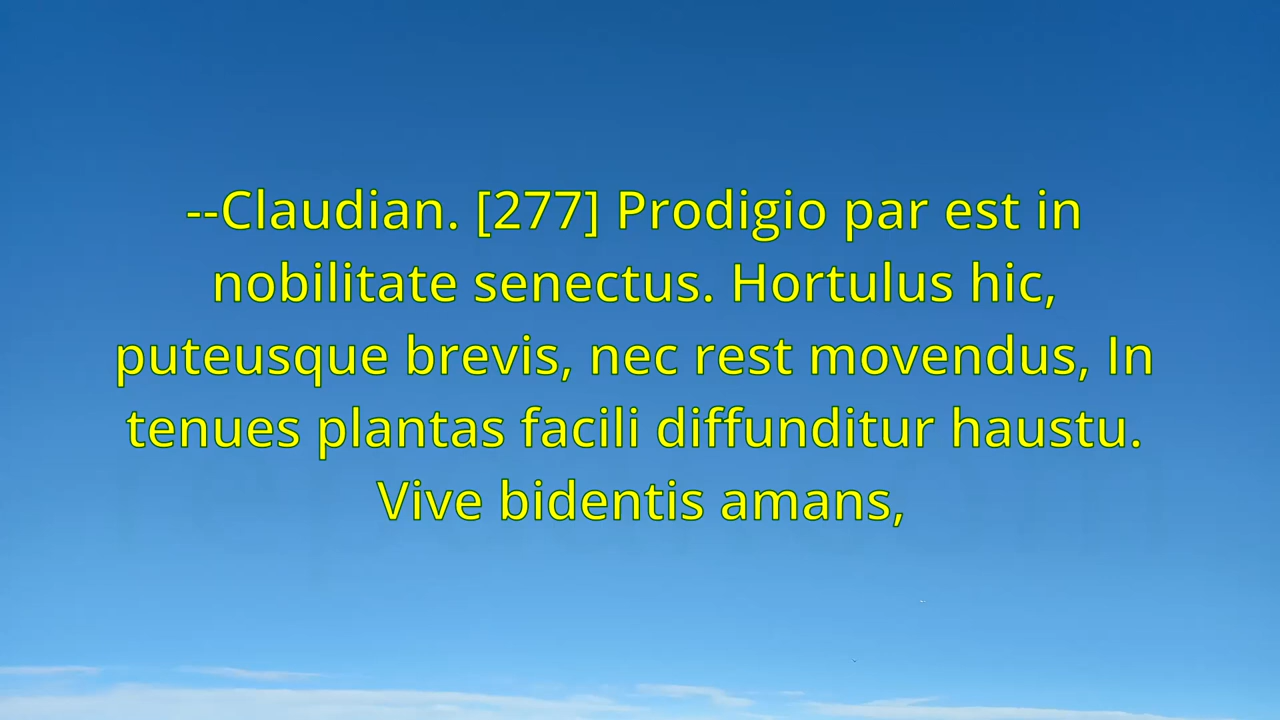 --Claudian. [277] Prodigio par est in
nobilitate senectus. Hortulus hic,
puteusque brevis, nec rest movendus, In
tenues plantas facili diffunditur haustu.
Vive bidentis amans,